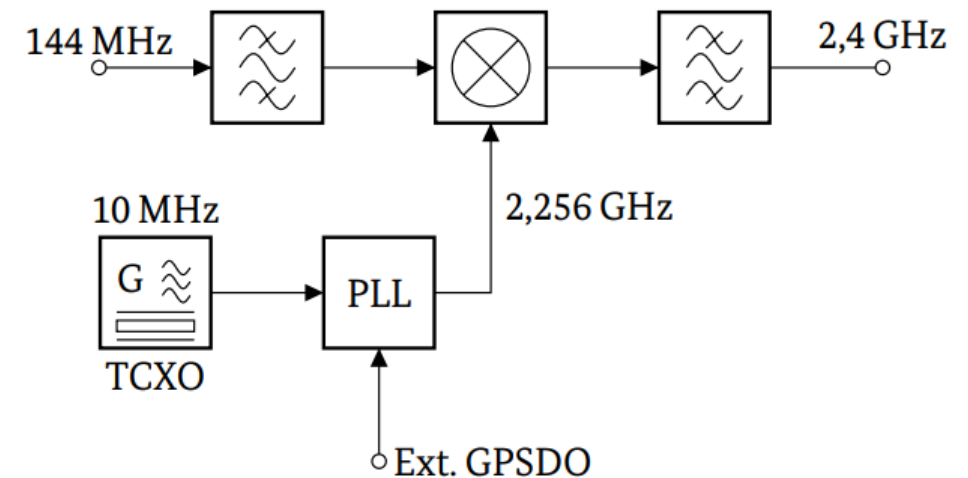 144 MHz
2,4 GHz
10 MHz
2,256 GHz
G
PLL
TCXO
Ext. GPSDO